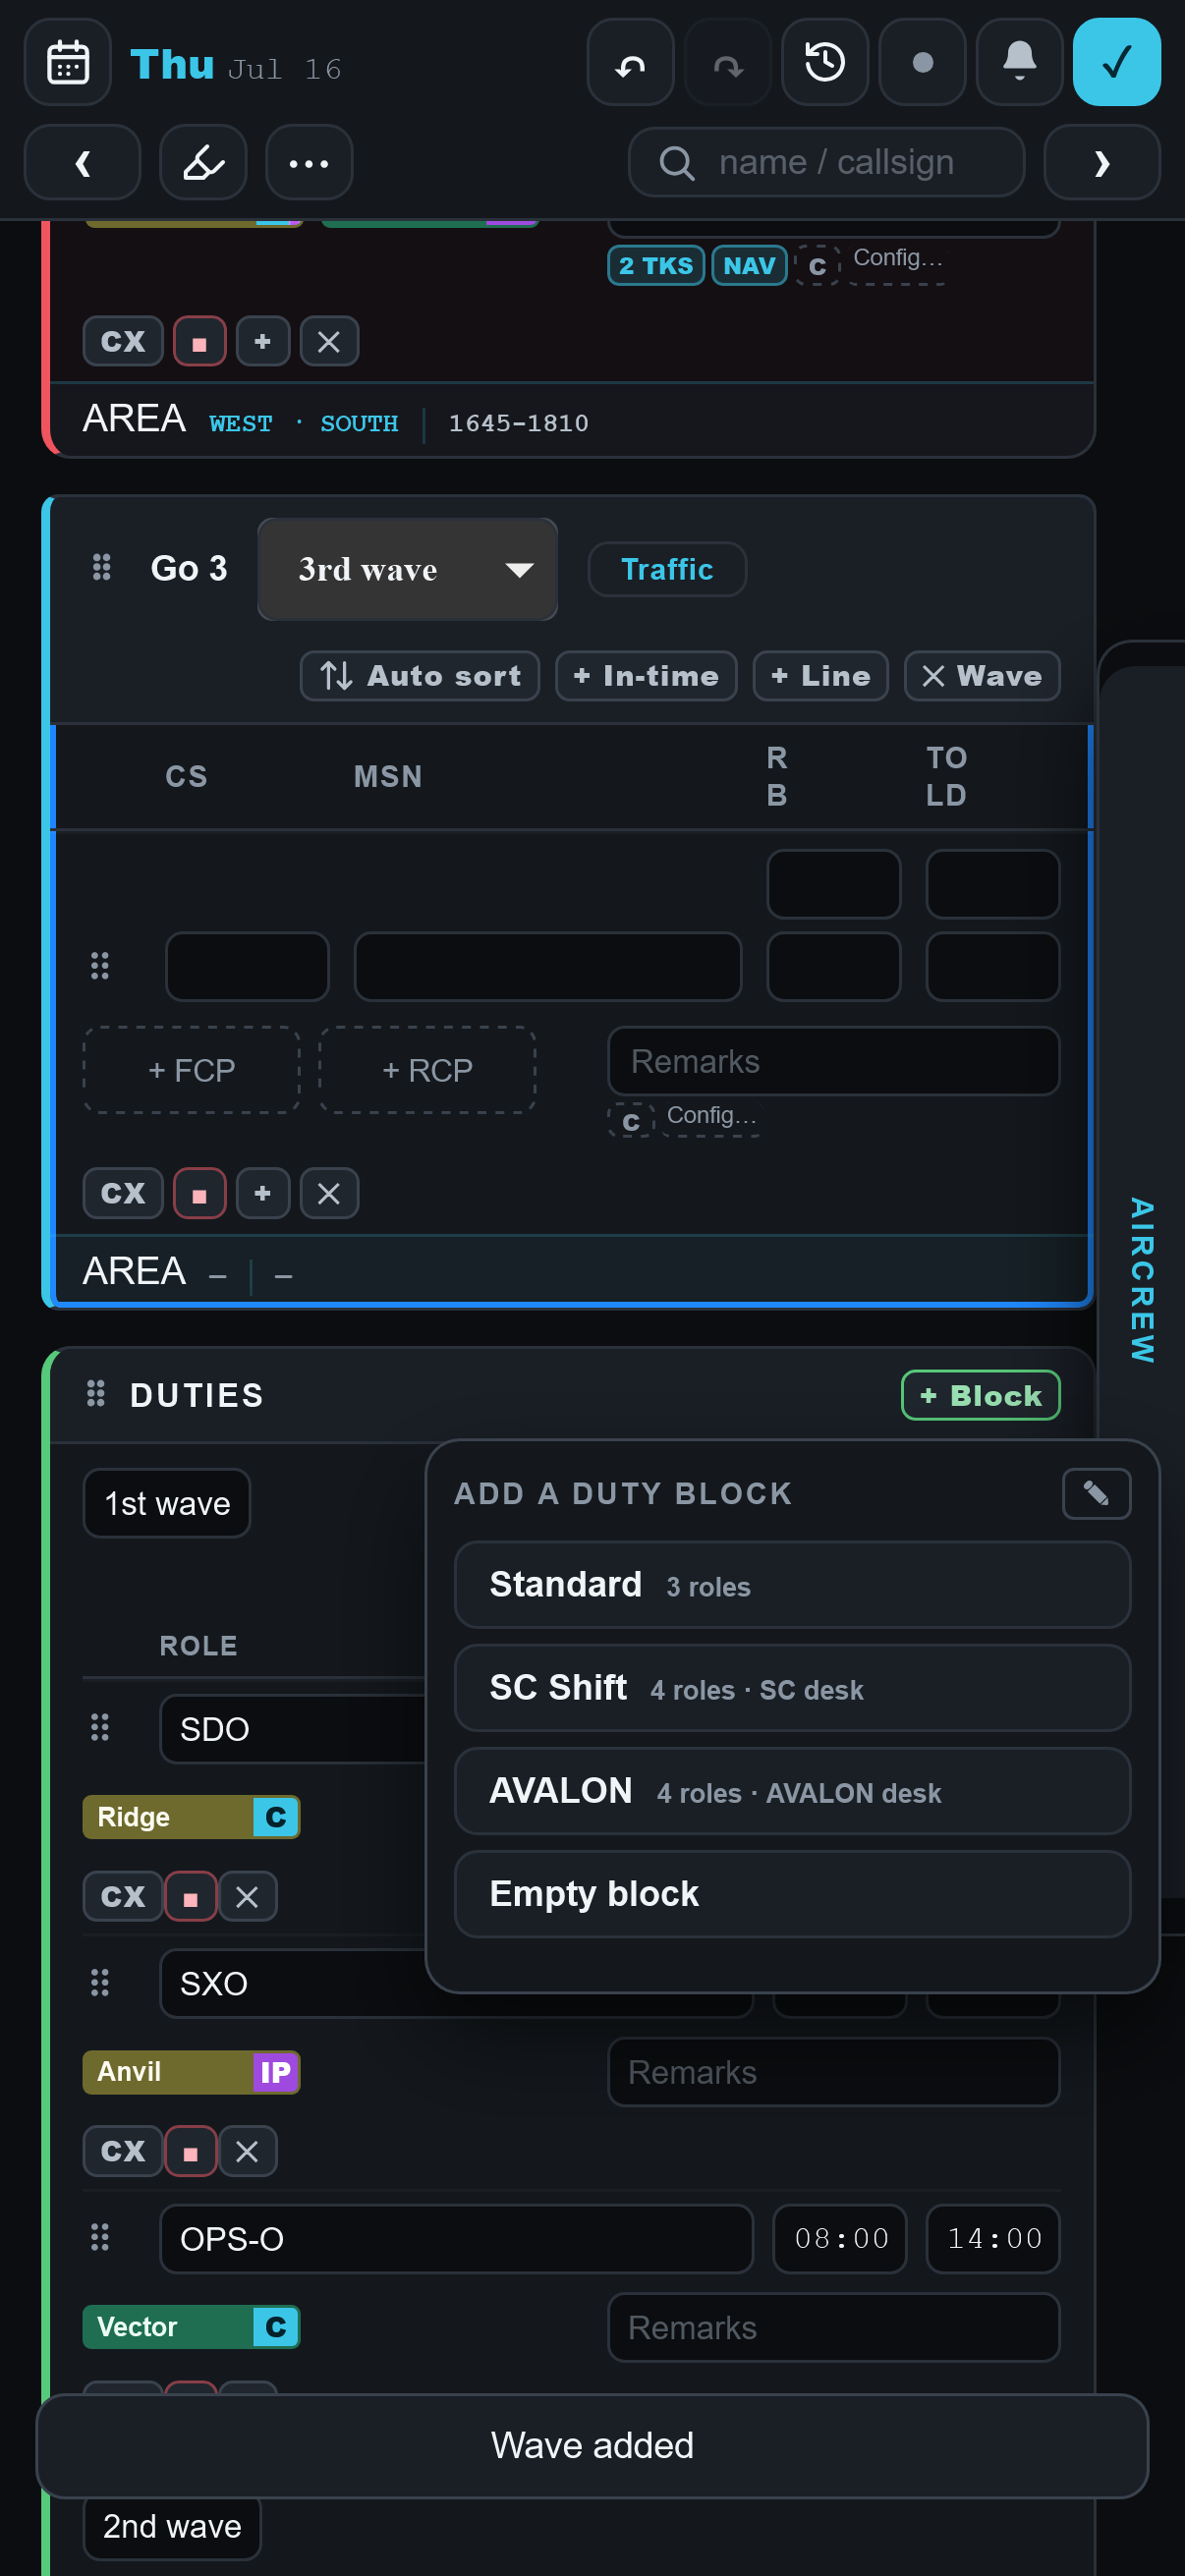 Thu Jul 16
name / callsign
2 TKS NAV C Config...
CX + ×
AREA WEST · SOUTH 1645–1810
Go 3 3rd wave Traffic
Auto sort + In-time + Line × Wave
CS MSN R B TO LD
+ FCP + RCP Remarks
C Config...
CX + ×
AREA – –
AIRCREW
DUTIES + Block
1st wave
ADD A DUTY BLOCK
Standard 3 roles
SC Shift 4 roles · SC desk
AVALON 4 roles · AVALON desk
Empty block
ROLE
SDO
Ridge C
CX ×
SXO
Anvil IP Remarks
CX ×
OPS-O 08:00 14:00
Vector C Remarks
Wave added
2nd wave